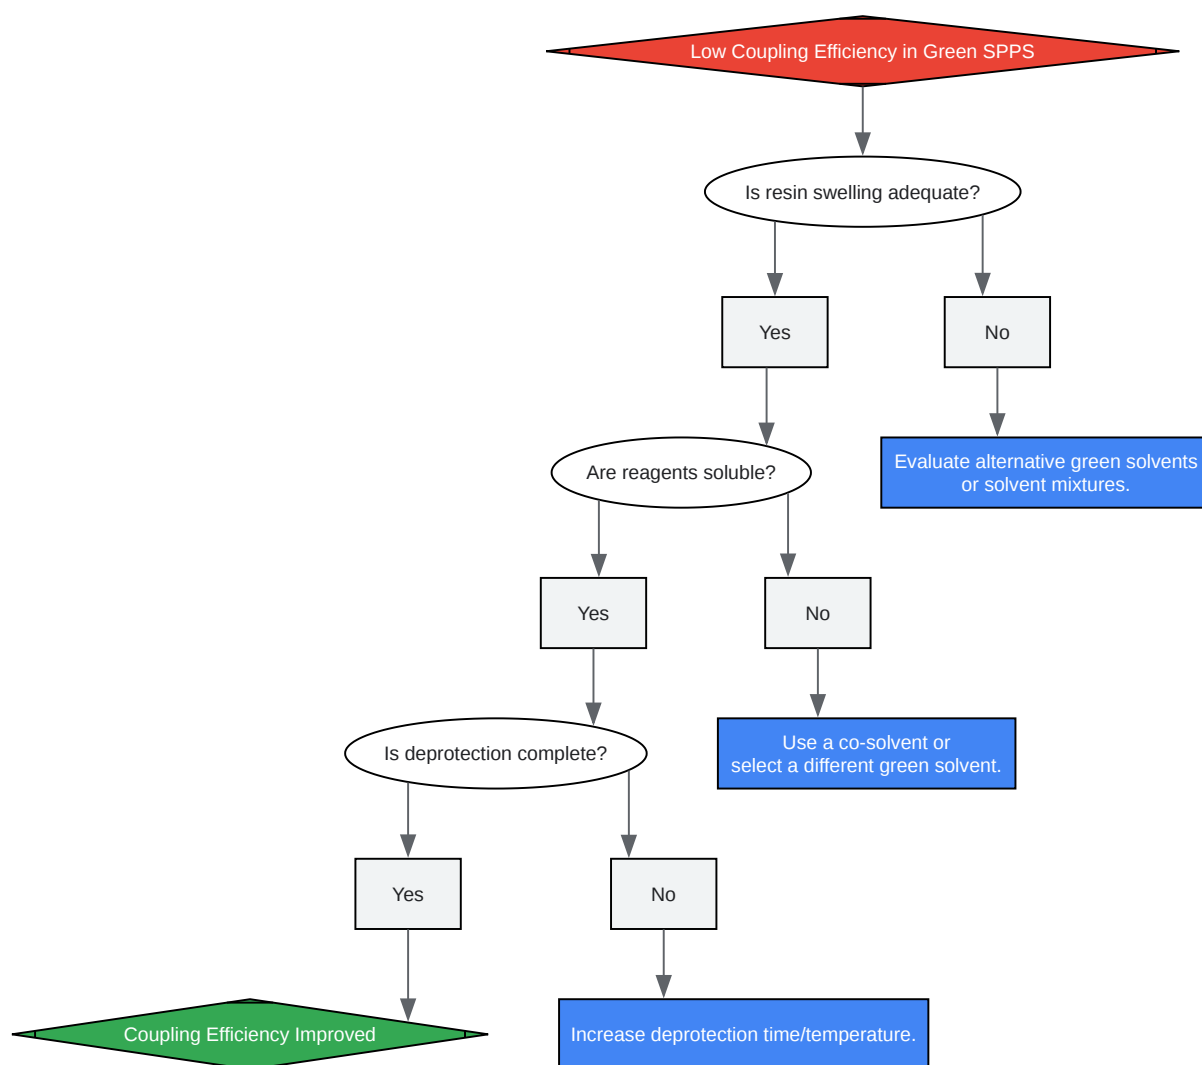 Low Coupling Efficiency in Green SPPS
Is resin swelling adequate?
Yes
No
Evaluate alternative green solvents
or solvent mixtures.
Are reagents soluble?
Yes
No
Use a co-solvent or
select a different green solvent.
Is deprotection complete?
Yes
No
Coupling Efficiency Improved
Increase deprotection time/temperature.